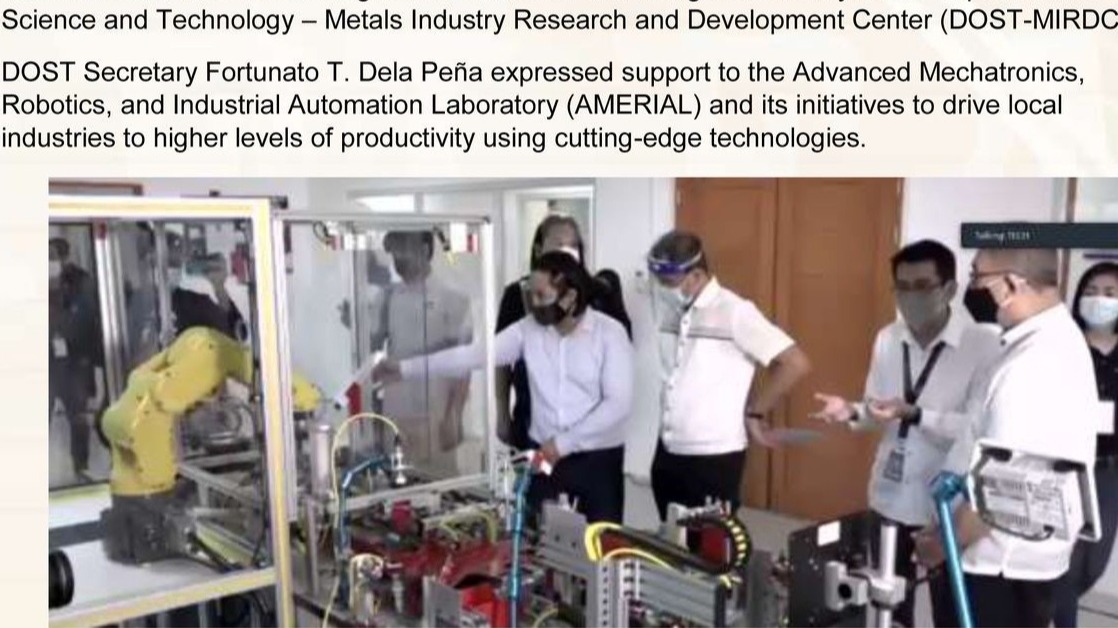 Science and Technology – Metals Industry Research and Development Center (DOST-MIRDC
DOST Secretary Fortunato T. Dela Peña expressed support to the Advanced Mechatronics,
Robotics, and Industrial Automation Laboratory (AMERIAL) and its initiatives to drive local
industries to higher levels of productivity using cutting-edge technologies.